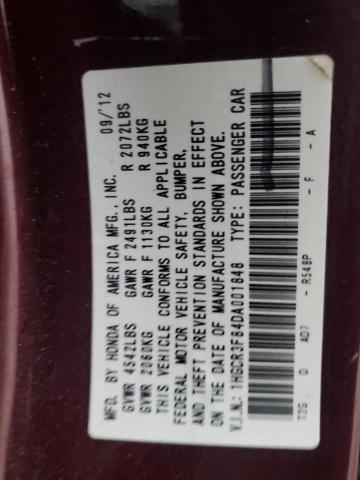 MFD. BY HONDA OF AMERICA MFG., INC. 09/'12
GVWR 4542LBS GAWR F 2491LBS R 2072LBS
GVWR 2060KG GAWR F 1130KG R 940KG
THIS VEHICLE CONFORMS TO ALL APPLICABLE
FEDERAL MOTOR VEHICLE SAFETY, BUMPER,
AND THEFT PREVENTION STANDARDS IN EFFECT
ON THE DATE OF MANUFACTURE SHOWN ABOVE.
V.I.N.: 1HGCR3F84DA001848 TYPE: PASSENGER CAR
T2G D AD7 - R548P - F - A